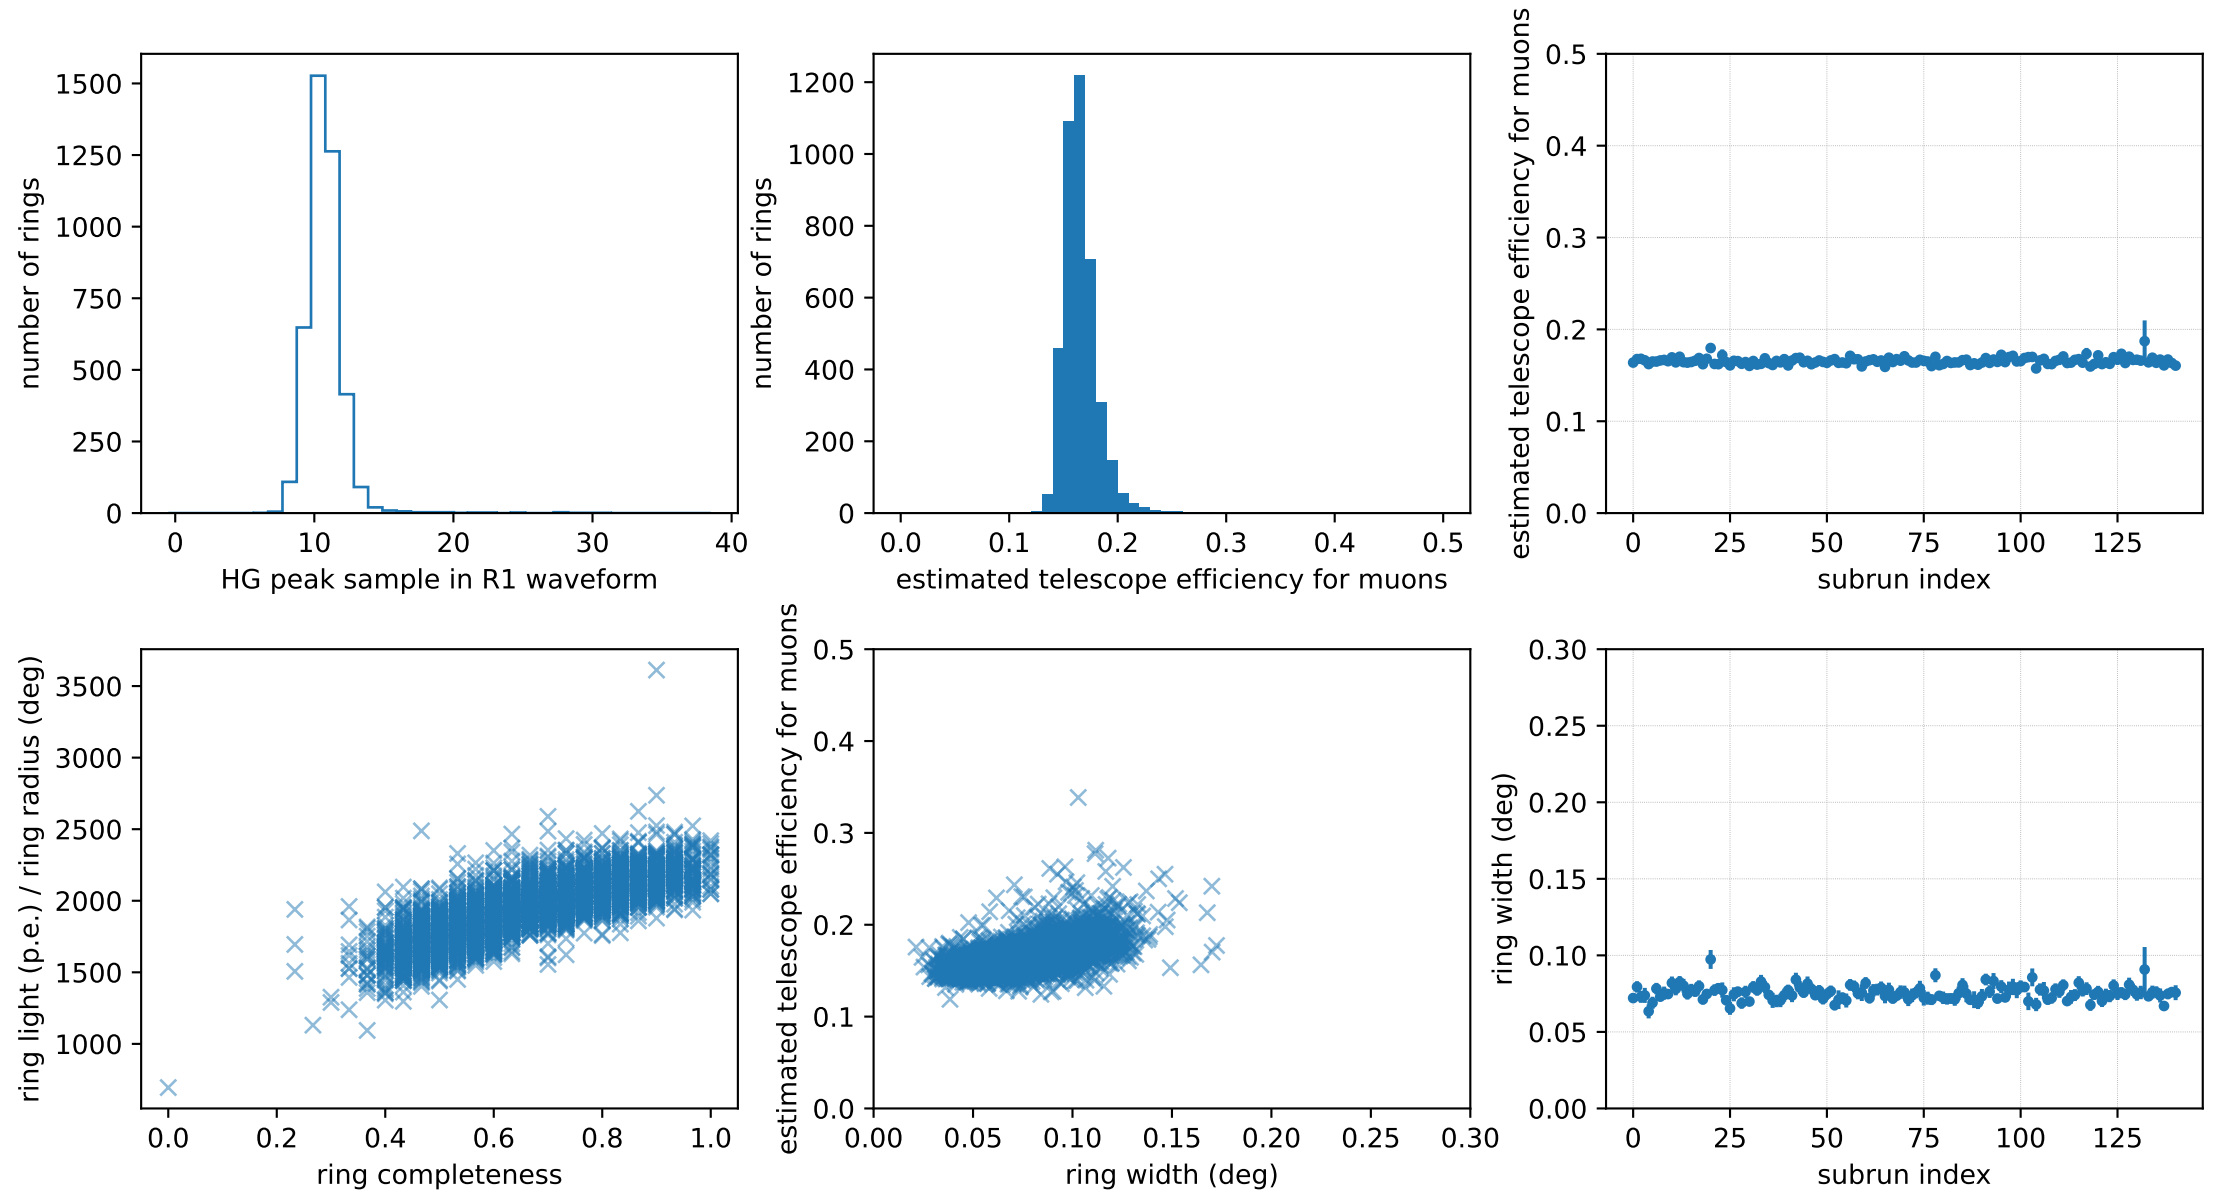 number of rings
1500
1250
1000
750
500
250
0
0 10 20 30 40
HG peak sample in R1 waveform
number of rings
1200
1000
800
600
400
200
0
0.0 0.1 0.2 0.3 0.4 0.5
estimated telescope efficiency for muons
estimated telescope efficiency for muons
0.5
0.4
0.3
0.2
0.1
0.0
0 25 50 75 100 125
subrun index
ring light (p.e.) / ring radius (deg)
3500
3000
2500
2000
1500
1000
0.0 0.2 0.4 0.6 0.8 1.0
ring completeness
estimated telescope efficiency for muons
0.5
0.4
0.3
0.2
0.1
0.0
0.00 0.05 0.10 0.15 0.20 0.25 0.30
ring width (deg)
ring width (deg)
0.30
0.25
0.20
0.15
0.10
0.05
0.00
0 25 50 75 100 125
subrun index